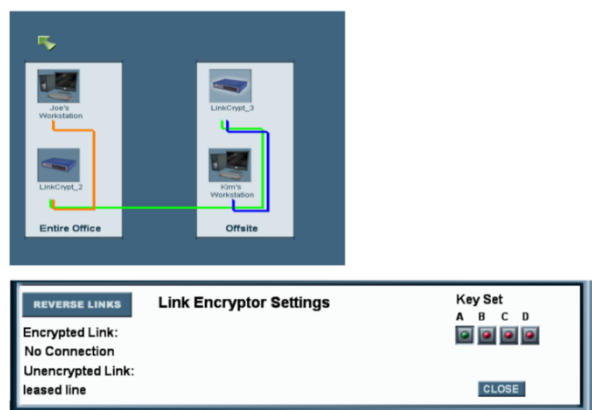 Joe's
Workstation
LinkCrypt_3
LinkCrypt_2
Kim's
Workstation
Entire Office
Offsite
REVERSE LINKS
Link Encryptor Settings
Key Set
A B C D
Encrypted Link:
No Connection
Unencrypted Link:
leased line
CLOSE